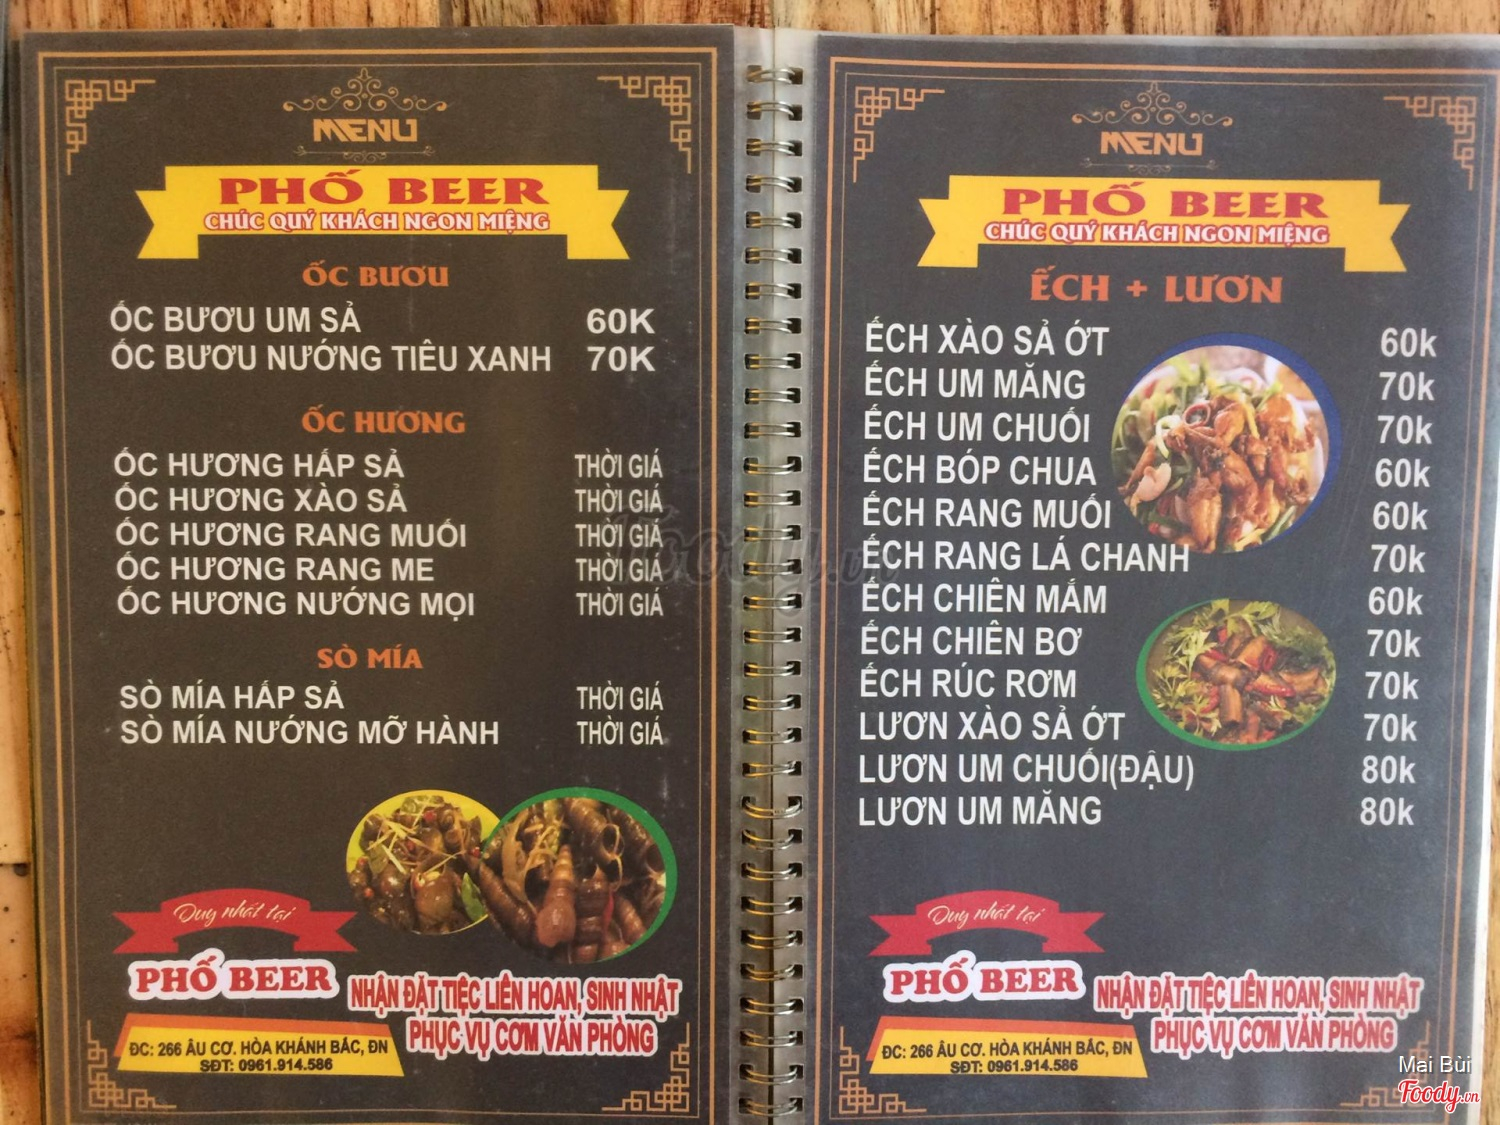 MENU
PHỐ BEER
CHÚC QUÝ KHÁCH NGON MIỆNG
ỐC BƯƠU
ỐC BƯƠU UM SẢ 60K
ỐC BƯƠU NƯỚNG TIÊU XANH 70K
ỐC HƯƠNG
ỐC HƯƠNG HẤP SẢ THỜI GIÁ
ỐC HƯƠNG XÀO SẢ THỜI GIÁ
ỐC HƯƠNG RANG MUỐI THỜI GIÁ
ỐC HƯƠNG RANG ME THỜI GIÁ
ỐC HƯƠNG NƯỚNG MỌI THỜI GIÁ
SÒ MÍA
SÒ MÍA HẤP SẢ THỜI GIÁ
SÒ MÍA NƯỚNG MỠ HÀNH THỜI GIÁ
Duy nhất tại
PHỐ BEER
NHẬN ĐẶT TIỆC LIÊN HOAN, SINH NHẬT
PHỤC VỤ CƠM VĂN PHÒNG
ĐC: 266 ÂU CƠ. HÒA KHÁNH BẮC, ĐN
SĐT: 0961.914.586
MENU
PHỐ BEER
CHÚC QUÝ KHÁCH NGON MIỆNG
ẾCH + LƯƠN
ẾCH XÀO SẢ ỚT 60k
ẾCH UM MĂNG 70k
ẾCH UM CHUỐI 70k
ẾCH BÓP CHUA 60k
ẾCH RANG MUỐI 60k
ẾCH RANG LÁ CHANH 70k
ẾCH CHIÊN MẮM 60k
ẾCH CHIÊN BƠ 70k
ẾCH RÚC RƠM 70k
LƯƠN XÀO SẢ ỚT 70k
LƯƠN UM CHUỐI(ĐẬU) 80k
LƯƠN UM MĂNG 80k
Duy nhất tại
PHỐ BEER
NHẬN ĐẶT TIỆC LIÊN HOAN, SINH NHẬT
PHỤC VỤ CƠM VĂN PHÒNG
ĐC: 266 ÂU CƠ. HÒA KHÁNH BẮC, ĐN
SĐT: 0961.914.586
Foody.vn
Mai Bùi
Foody.vn